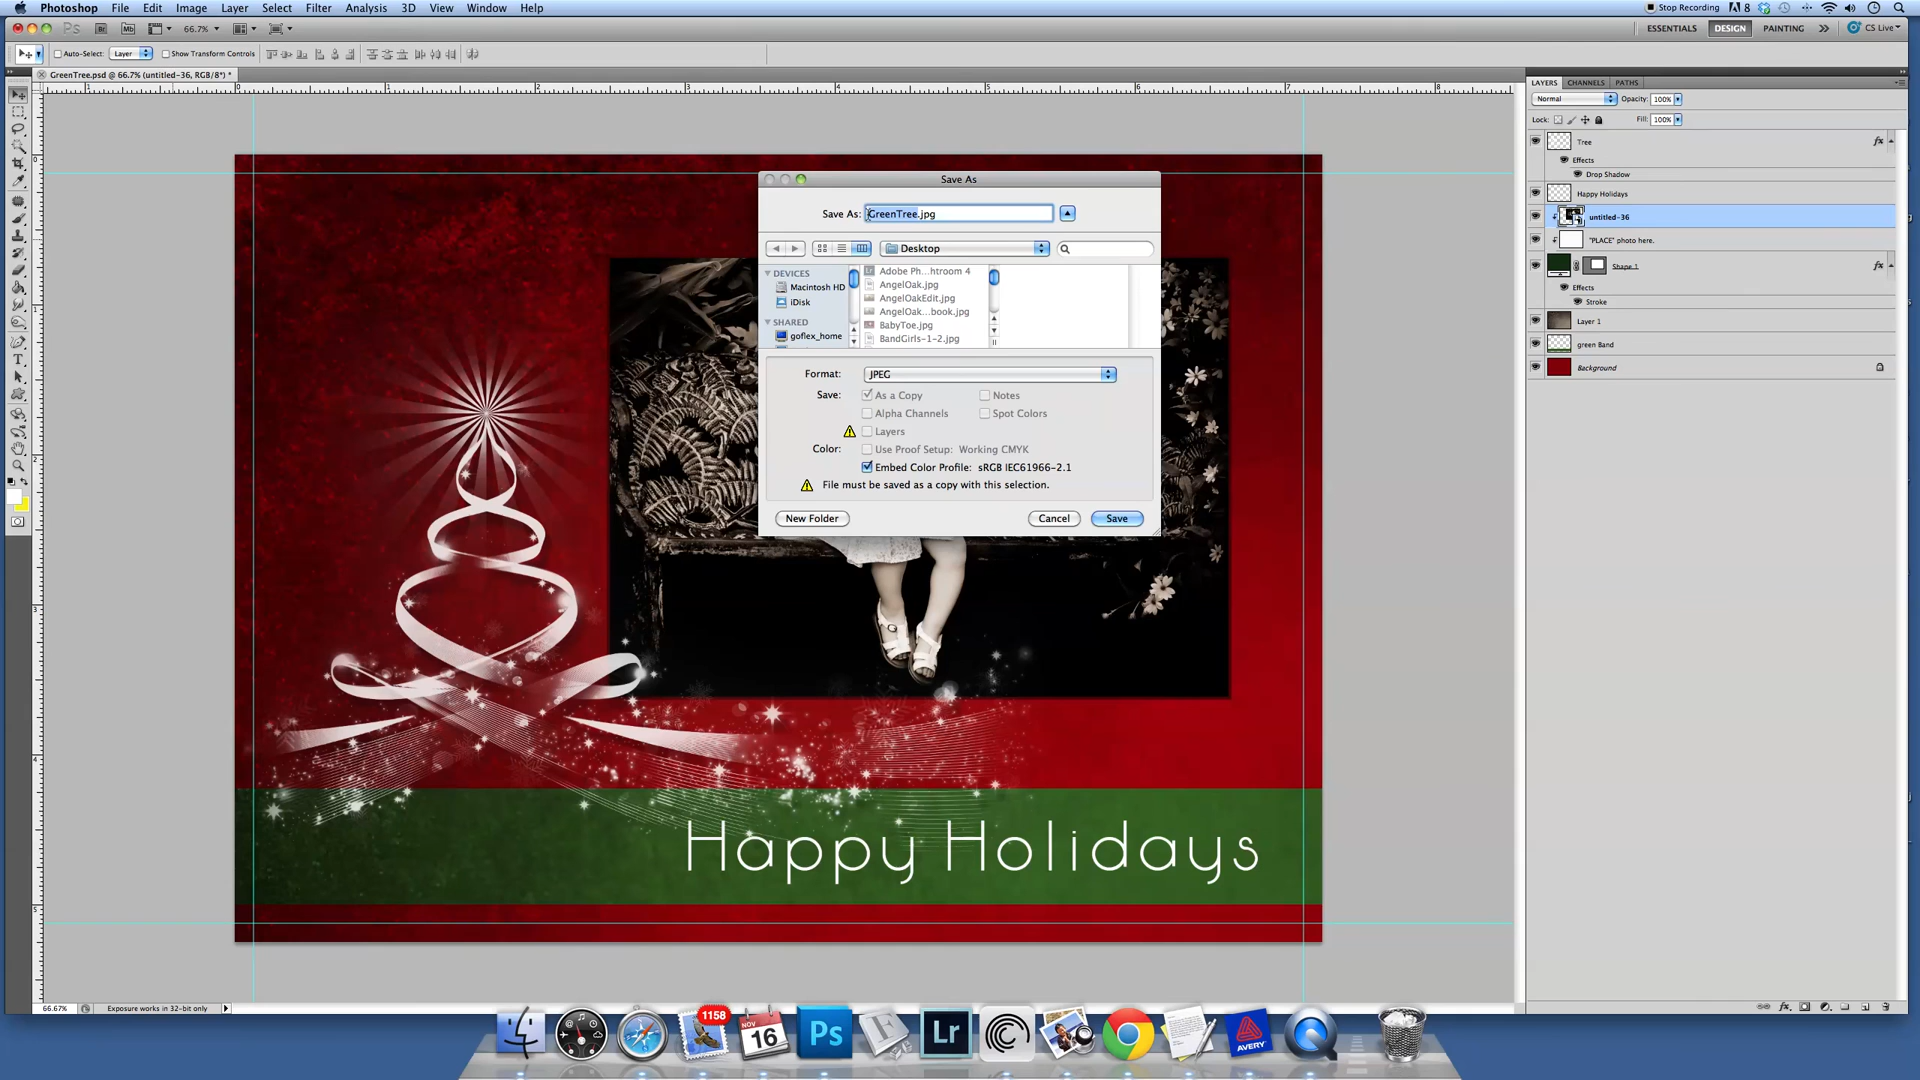 Photoshop File Edit Image Layer Select Filter Analysis 3D View Window Help Stop Recording 8
Ps Br Mb 66.7% ESSENTIALS DESIGN PAINTING CS Live
Auto-Select: Layer Show Transform Controls
GreenTree.psd @ 66.7% (untitled-36, RGB/8*) *
LAYERS CHANNELS PATHS
Normal Opacity: 100%
Lock: Fill: 100%
Tree fx
Effects
Drop Shadow
Happy Holidays
untitled-36
"PLACE" photo here.
Shape 1 fx
Effects
Stroke
Layer 1
green Band
Background
Save As
Save As: GreenTree.jpg
Desktop
DEVICES
Macintosh HD
iDisk
SHARED
goflex_home
Adobe Ph...htroom 4
AngelOak.jpg
AngelOakEdit.jpg
AngelOak...book.jpg
BabyToe.jpg
BandGirls-1-2.jpg
Format: JPEG
Save: As a Copy Notes
Alpha Channels Spot Colors
Layers
Color: Use Proof Setup: Working CMYK
Embed Color Profile: sRGB IEC61966-2.1
File must be saved as a copy with this selection.
New Folder Cancel Save
Happy Holidays
66.67% Exposure works in 32-bit only
1158
NOV
16
Ps
Lr
AVERY